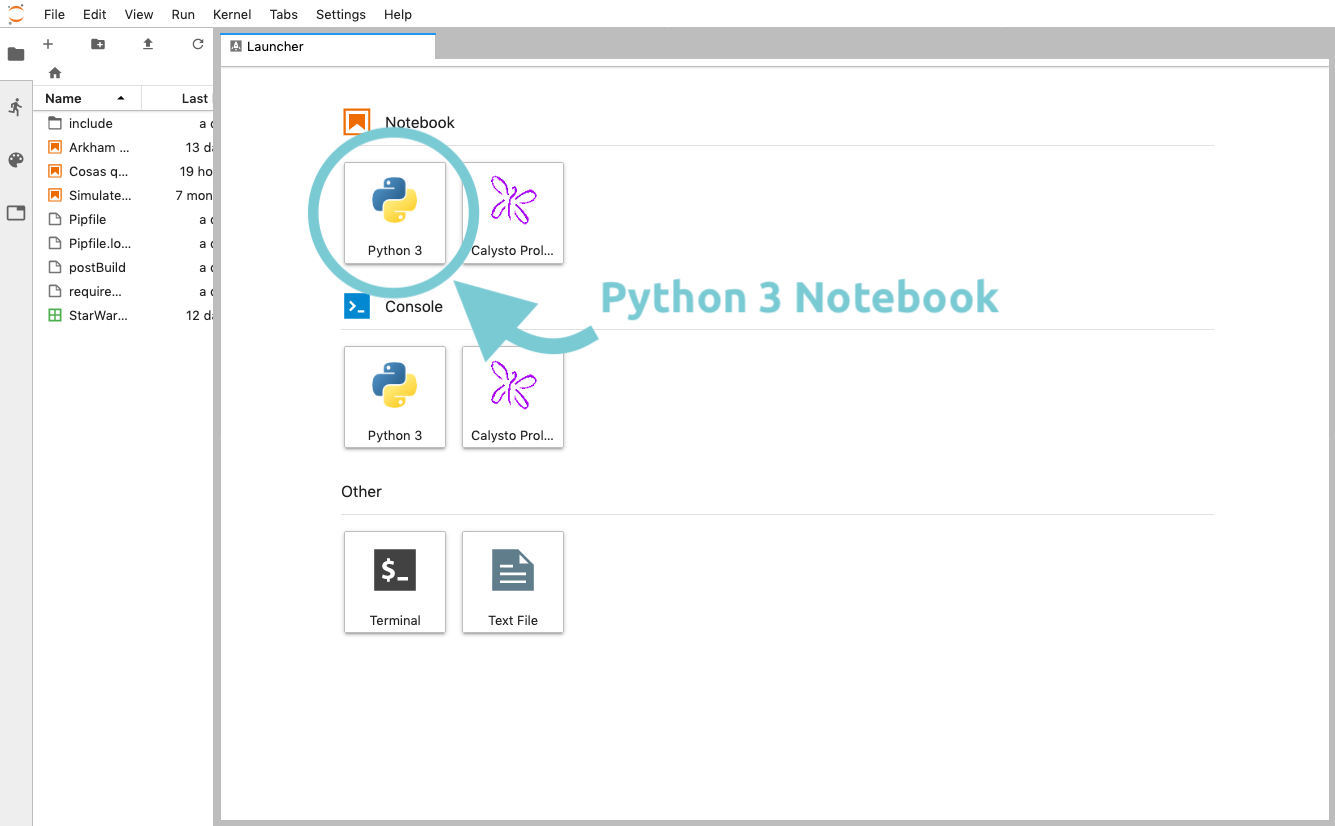 File Edit View Run Kernel Tabs Settings Help
Launcher
Name Last
include a d
Arkham ... 13 da
Cosas q... 19 ho
Simulate... 7 mon
Pipfile a d
Pipfile.lo... a d
postBuild a d
require... a d
StarWar... 12 da
Notebook
Python 3 Calysto Prol...
Python 3 Notebook
Console
Python 3 Calysto Prol...
Other
$_
Terminal Text File